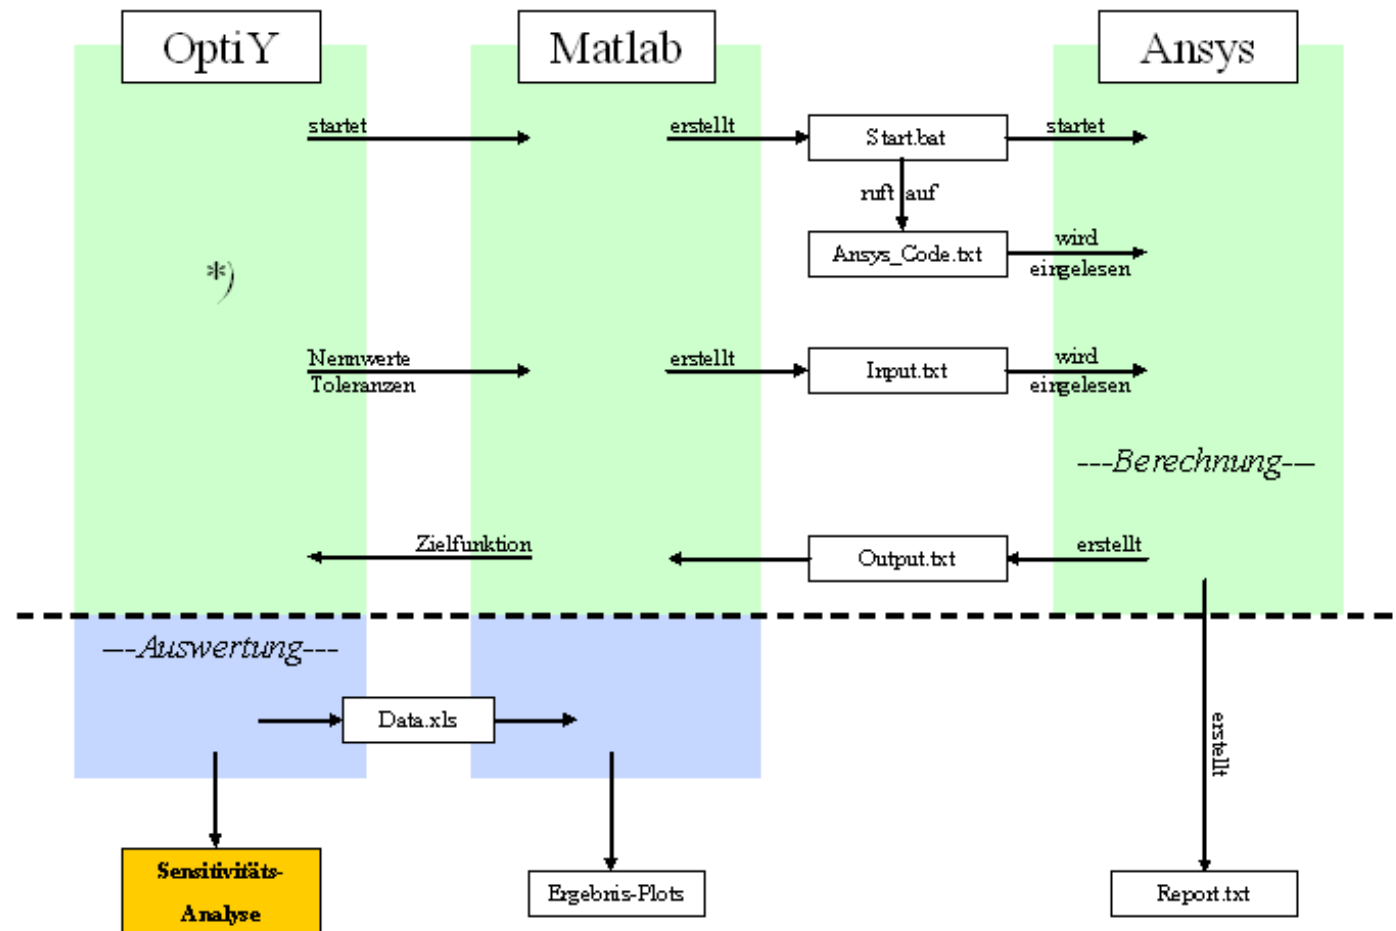 OptiY
Matlab
Ansys
startet
erstellt
Start.bat
startet
ruft auf
Ansys_Code.txt
wird
eingelesen
*)
Nennwerte
Toleranzen
erstellt
Input.txt
wird
eingelesen
---Berechnung---
Zielfunktion
Output.txt
erstellt
---Auswertung---
Data.xls
erstellt
Sensitivitäts-
Analyse
Ergebnis-Plots
Report.txt